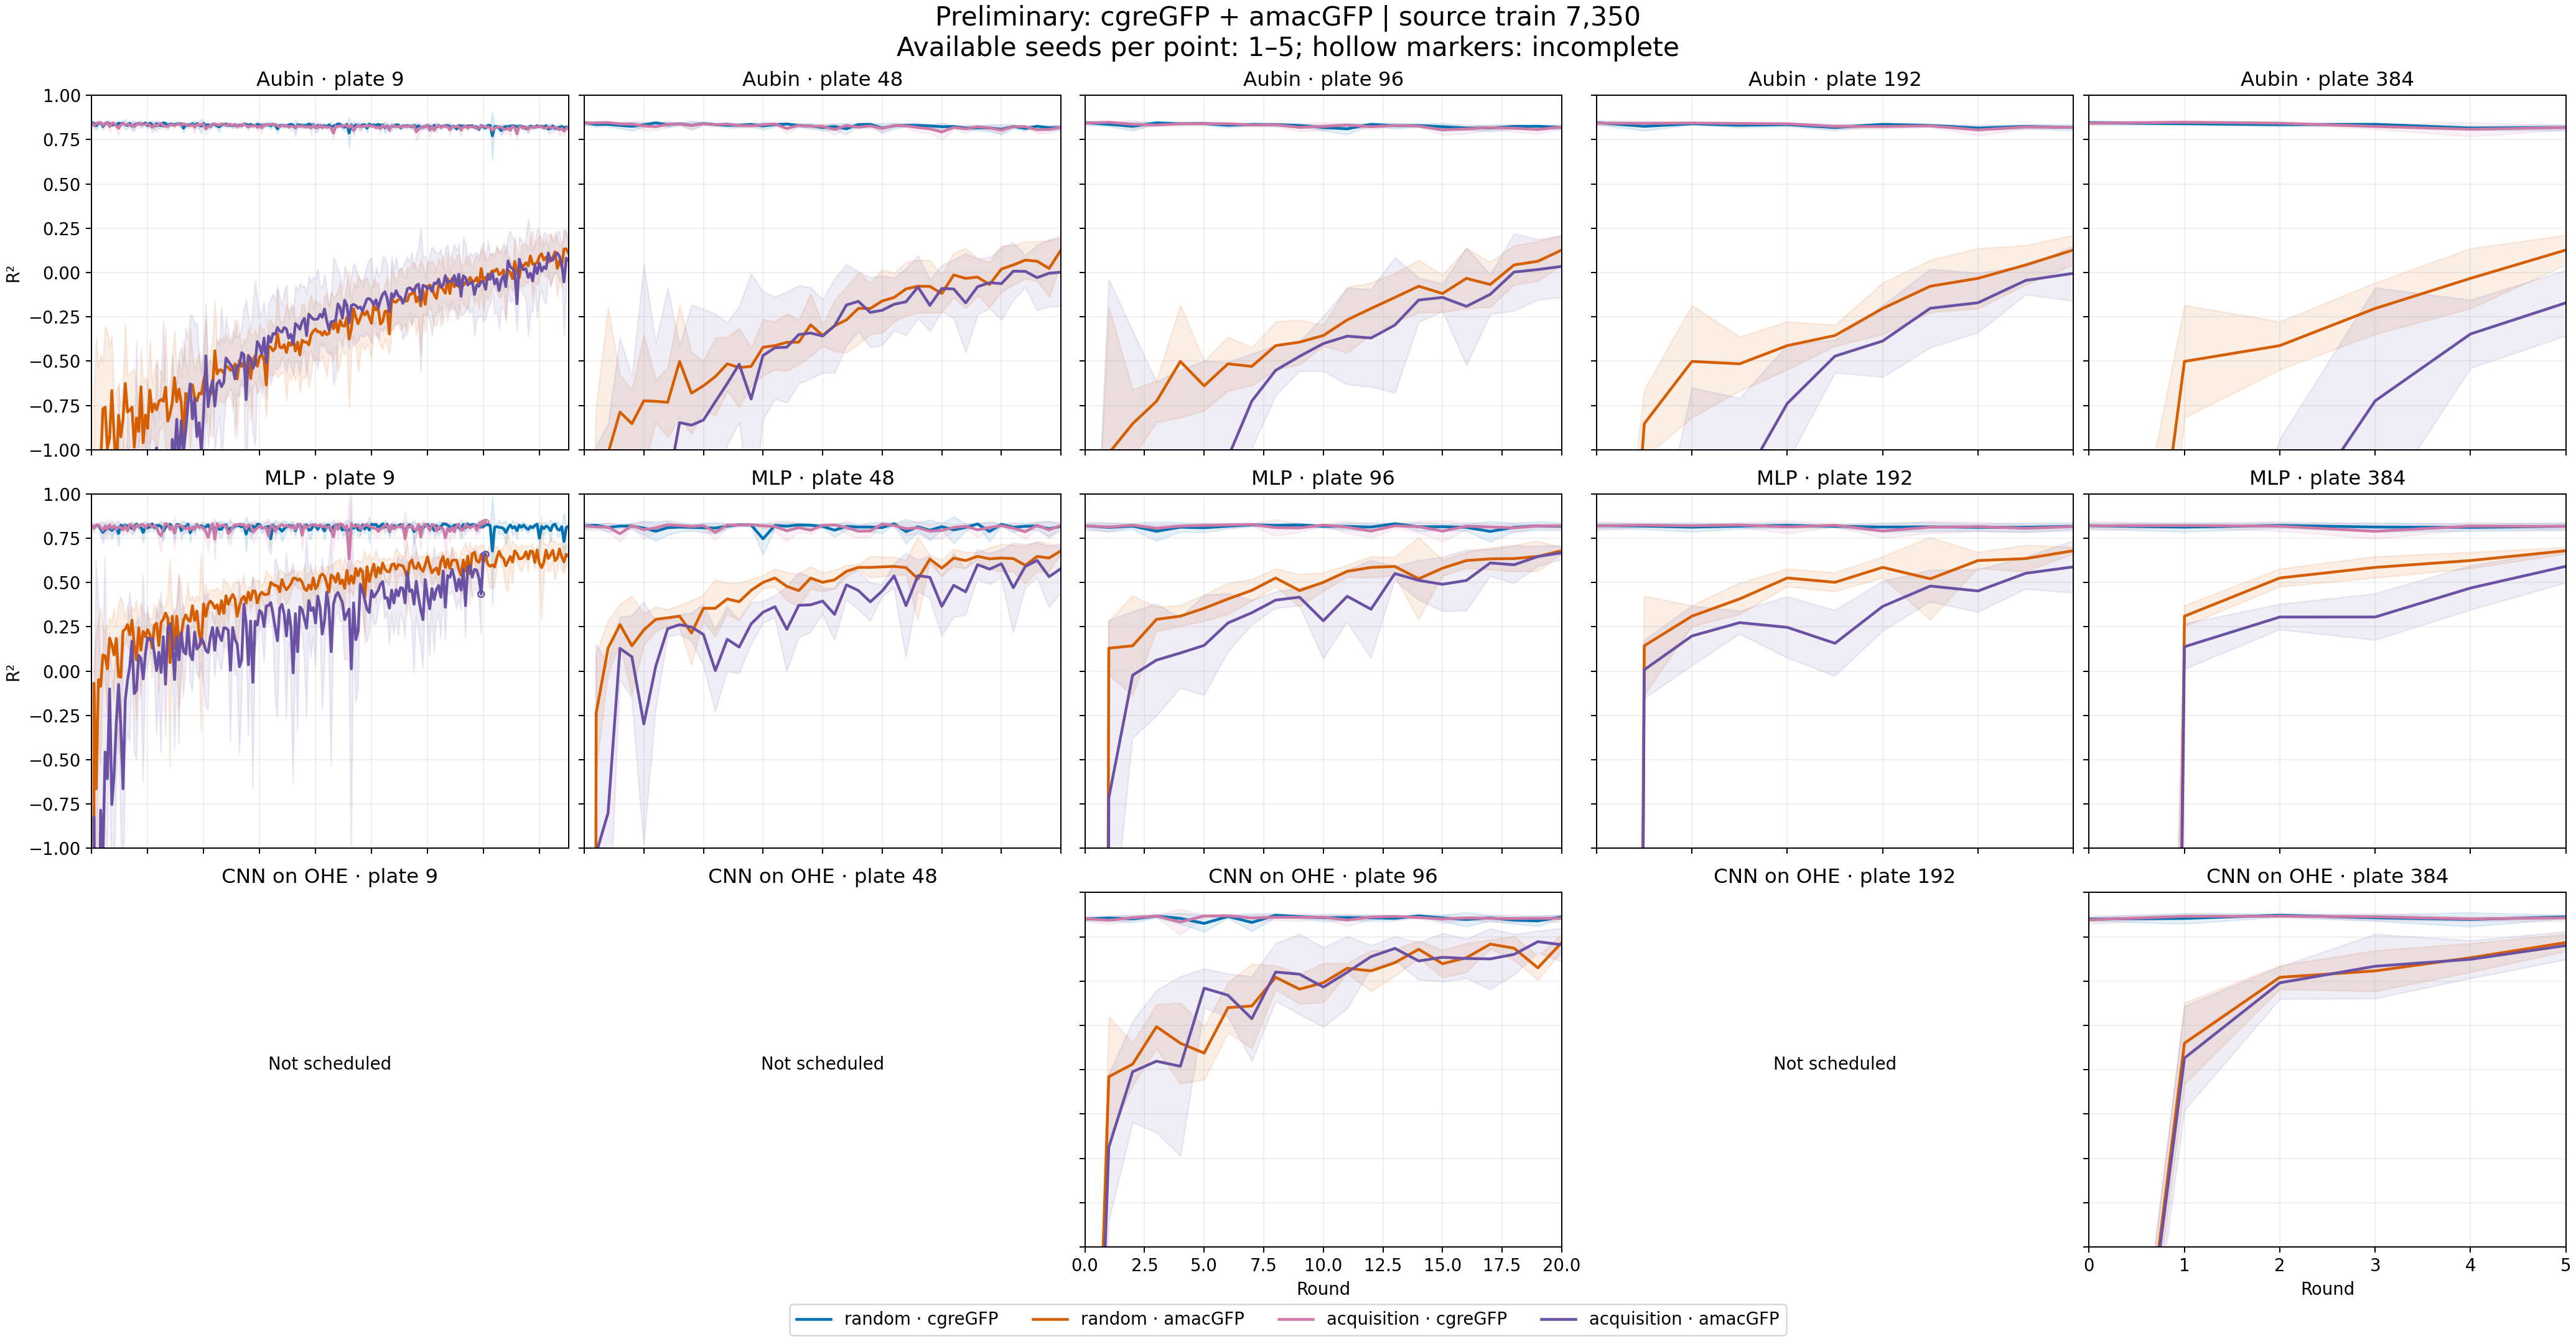 Preliminary: cgreGFP + amacGFP | source train 7,350
Available seeds per point: 1–5; hollow markers: incomplete
Aubin · plate 9
Aubin · plate 48
Aubin · plate 96
Aubin · plate 192
Aubin · plate 384
1.00
0.75
0.50
0.25
0.00
−0.25
−0.50
−0.75
−1.00
R²
MLP · plate 9
MLP · plate 48
MLP · plate 96
MLP · plate 192
MLP · plate 384
1.00
0.75
0.50
0.25
0.00
−0.25
−0.50
−0.75
−1.00
R²
CNN on OHE · plate 9
CNN on OHE · plate 48
CNN on OHE · plate 96
CNN on OHE · plate 192
CNN on OHE · plate 384
Not scheduled
Not scheduled
Not scheduled
0.0 2.5 5.0 7.5 10.0 12.5 15.0 17.5 20.0
Round
0 1 2 3 4 5
Round
random · cgreGFP
random · amacGFP
acquisition · cgreGFP
acquisition · amacGFP